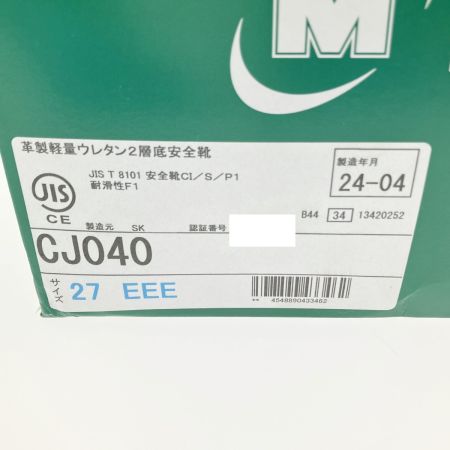 M
革製軽量ウレタン2層底安全靴
JIS T 8101 安全靴CI/S/P1
耐滑性F1
製造年月
24-04
JIS
CE
B44 34 13420252
製造元 SK 認証番号
CJ040
サイズ 27 EEE
** 4548890433462